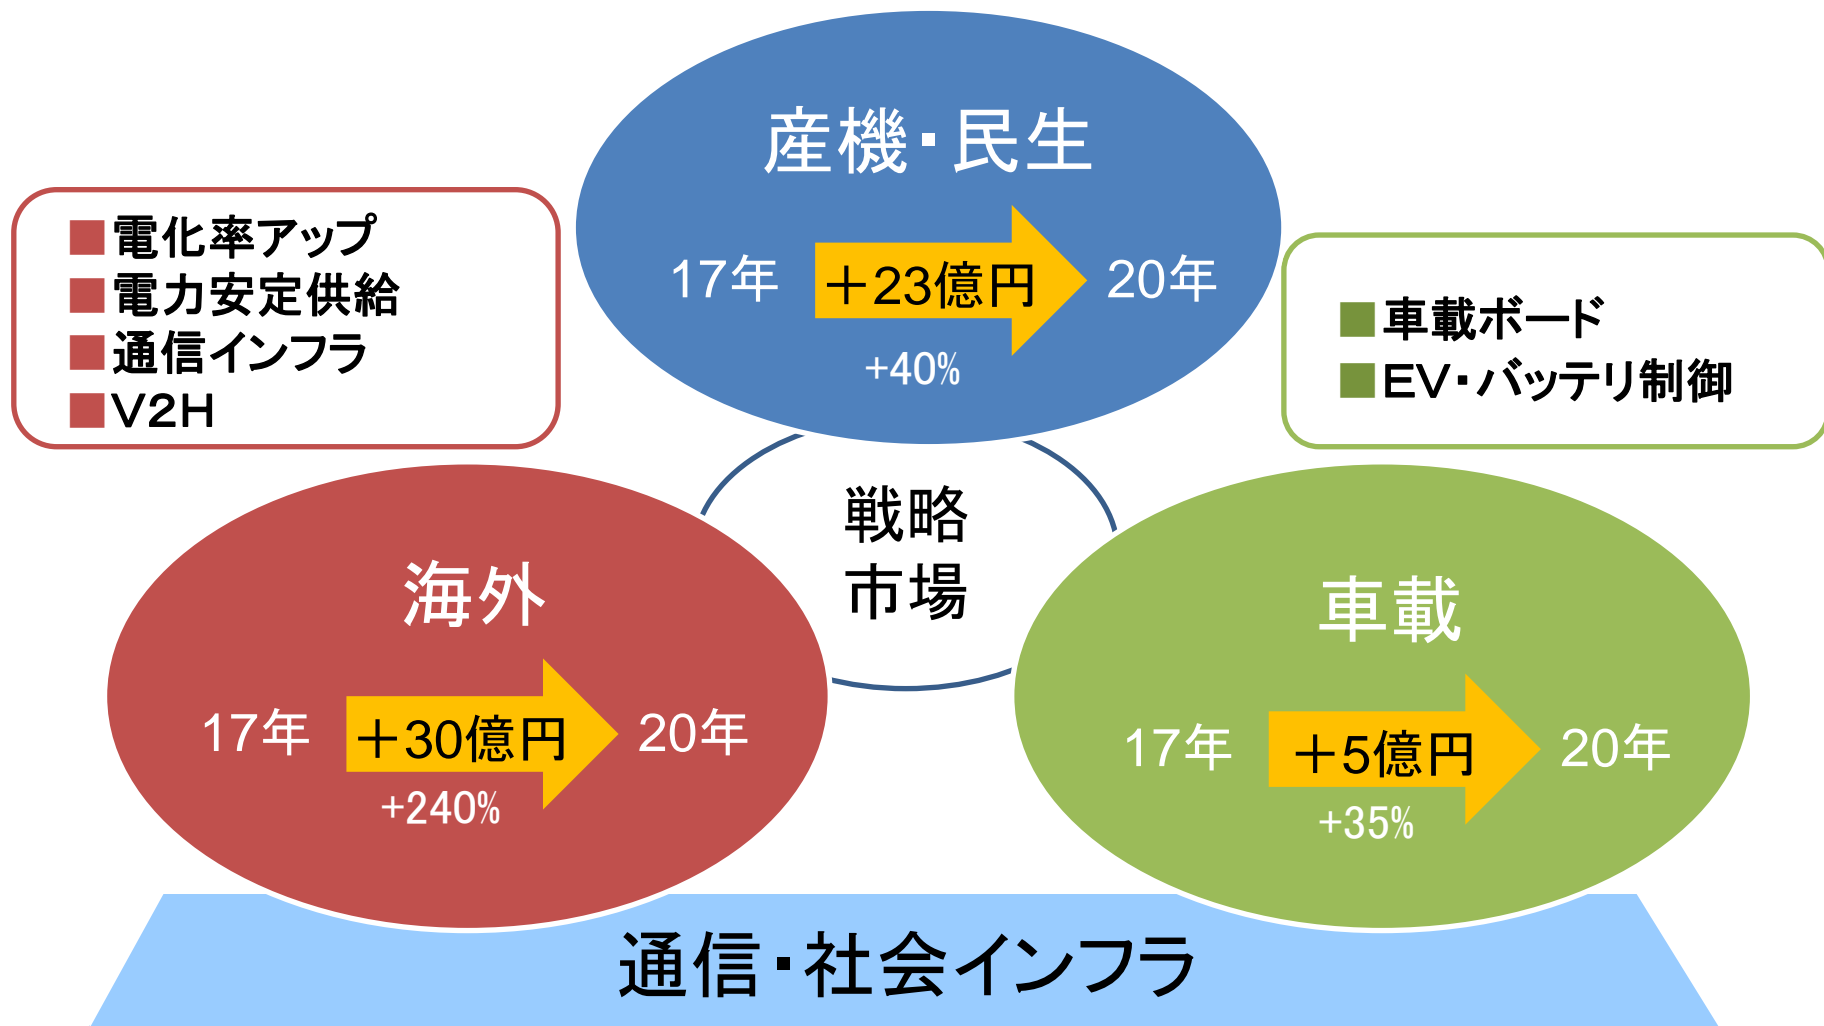 産機・民生
17年
＋23億円
20年
+40%
■電化率アップ
■電力安定供給
■通信インフラ
■V2H
■車載ボード
■EV・バッテリ制御
戦略
市場
海外
17年
＋30億円
20年
+240%
車載
17年
＋5億円
20年
+35%
通信・社会インフラ